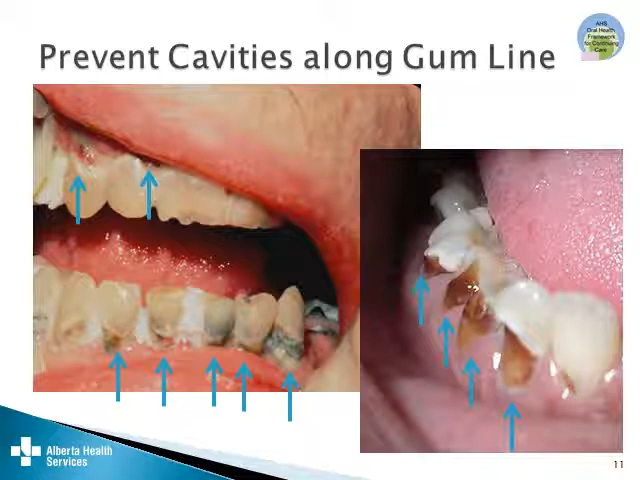 AHS
Oral Health
Framework
for Continuing
Care
Prevent Cavities along Gum Line
Alberta Health
Services
11